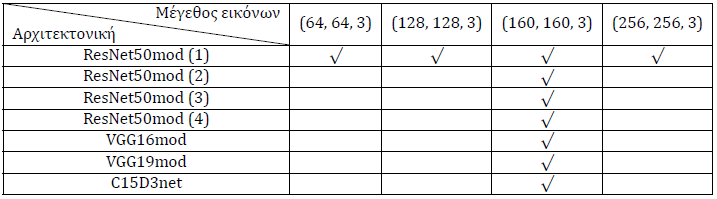 Μέγεθος εικόνων
Αρχιτεκτονική
(64, 64, 3) (128, 128, 3) (160, 160, 3) (256, 256, 3)
ResNet50mod (1) √ √ √ √
ResNet50mod (2) √
ResNet50mod (3) √
ResNet50mod (4) √
VGG16mod √
VGG19mod √
C15D3net √